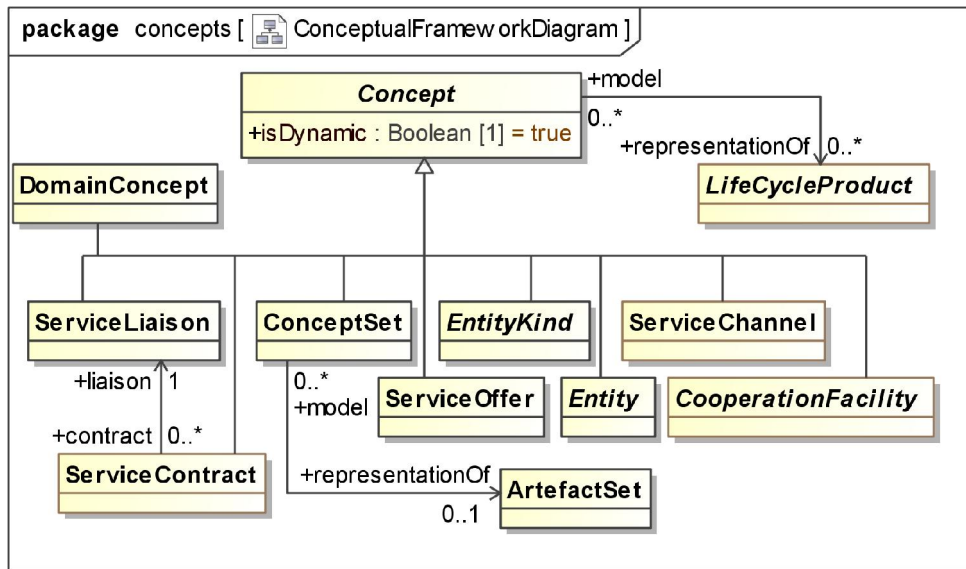 package concepts [ ConceptualFrameworkDiagram ]
Concept
+isDynamic : Boolean [1] = true
+model
0..*
+representationOf 0..*
LifeCycleProduct
DomainConcept
ServiceLiaison
ConceptSet
EntityKind
ServiceChannel
+liaison 1
0..*
+model
ServiceOffer
Entity
CooperationFacility
+contract 0..*
ServiceContract
+representationOf
0..1
ArtefactSet